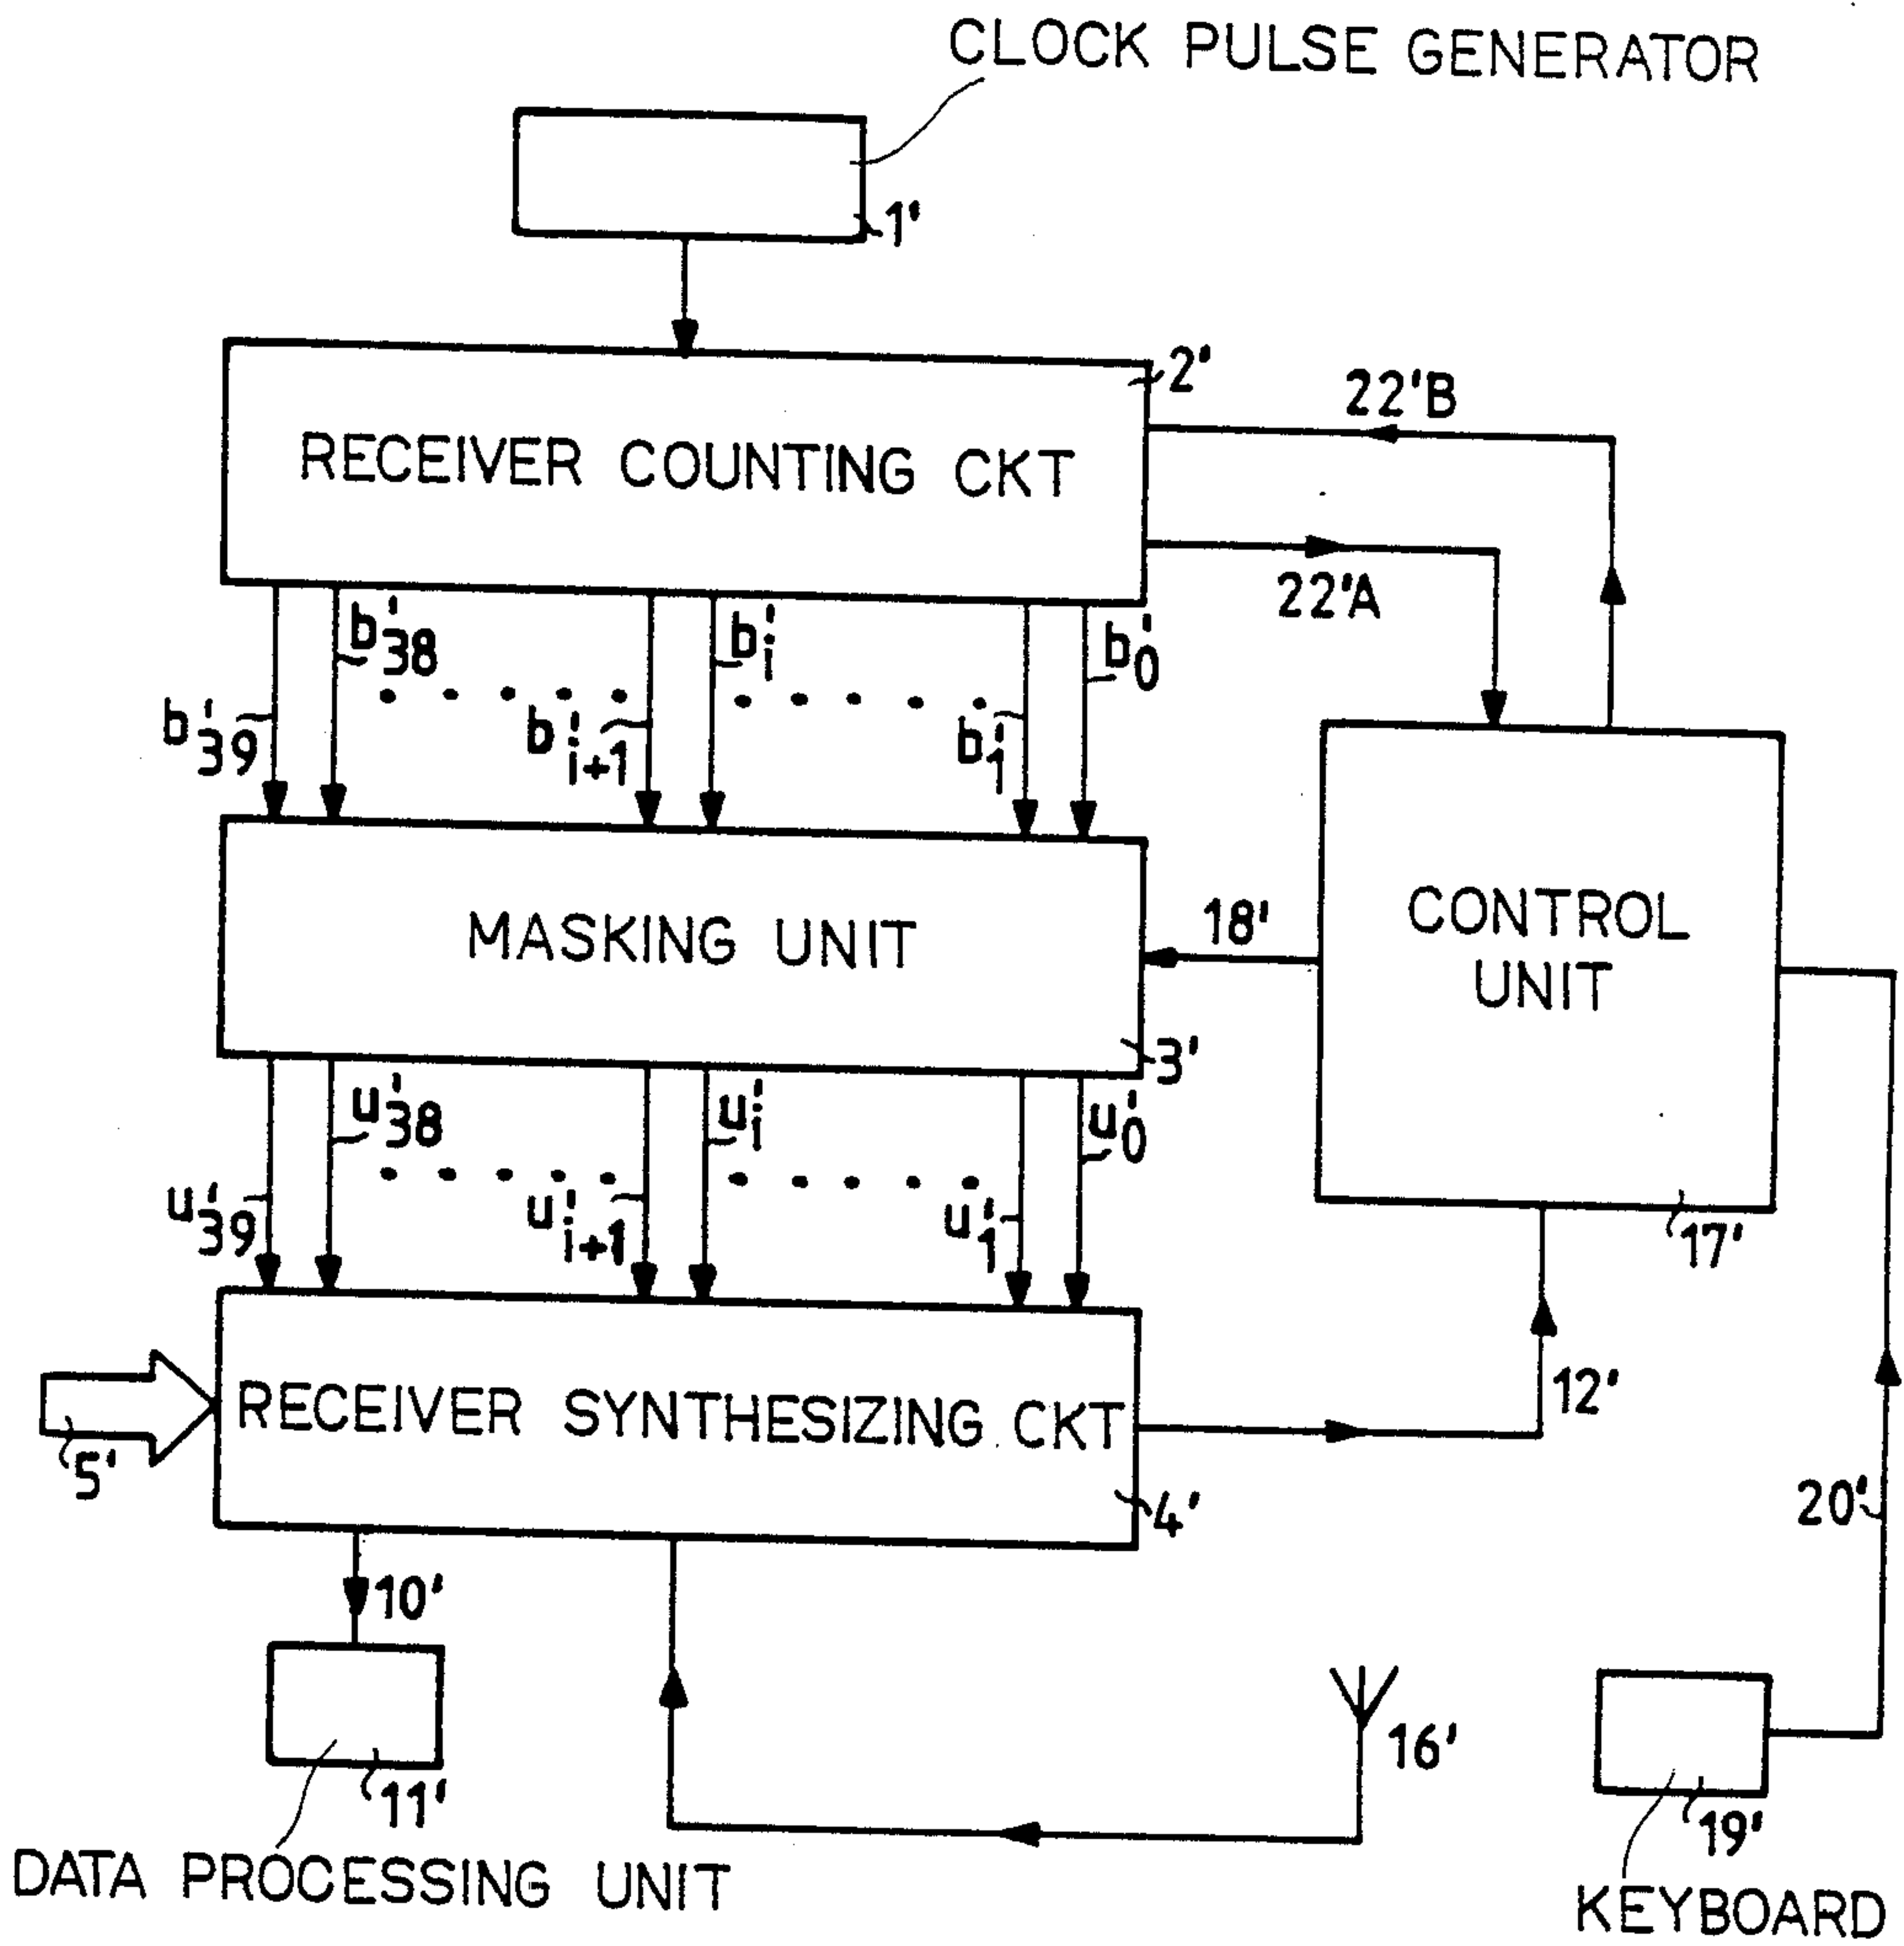 CLOCK PULSE GENERATOR
1'
2'
22'B
RECEIVER COUNTING CKT
22'A
b'38
b'i
b'0
b'39
b'i+1
b'1
CONTROL
UNIT
18'
MASKING UNIT
3'
u'38
u'i
u'0
u'39
u'i+1
u'1
17'
12'
RECEIVER SYNTHESIZING CKT
5'
4'
20'
10'
16'
11'
19'
DATA PROCESSING UNIT
KEYBOARD